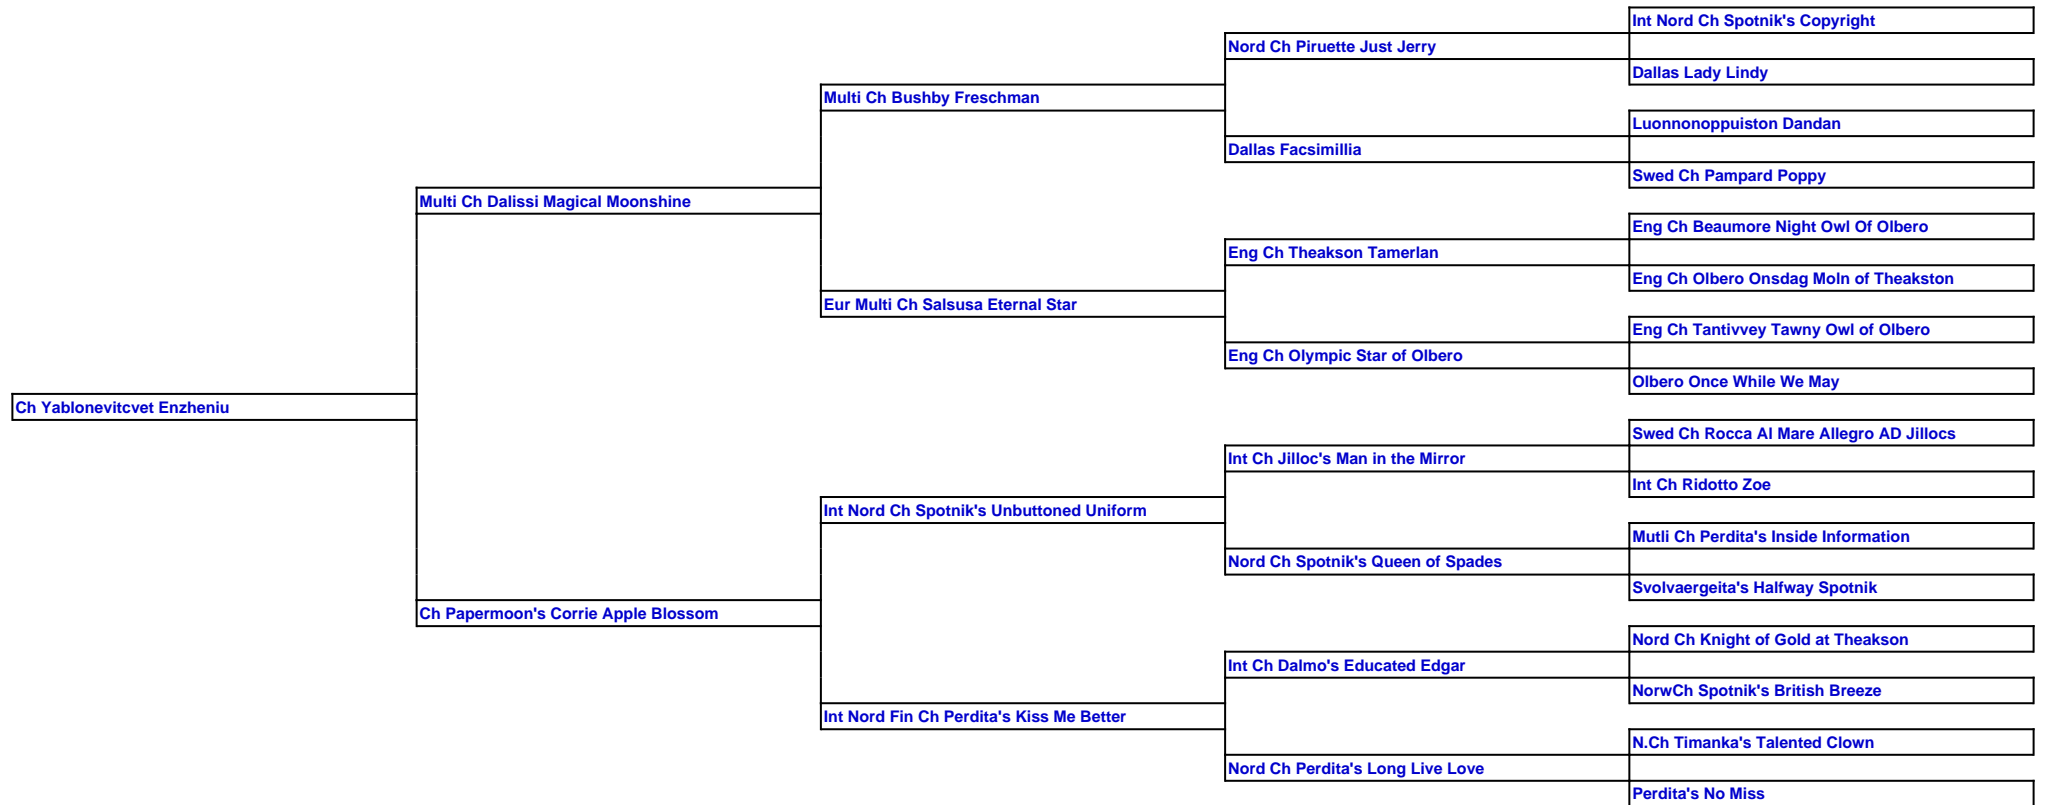 Int Nord Ch Spotnik's Copyright
Nord Ch Piruette Just Jerry
Dallas Lady Lindy
Multi Ch Bushby Freschman
Luonnonoppuiston Dandan
Dallas Facsimillia
Swed Ch Pampard Poppy
Multi Ch Dalissi Magical Moonshine
Eng Ch Beaumore Night Owl Of Olbero
Eng Ch Theakson Tamerlan
Eng Ch Olbero Onsdag Moln of Theakston
Eur Multi Ch Salsusa Eternal Star
Eng Ch Tantivvey Tawny Owl of Olbero
Eng Ch Olympic Star of Olbero
Olbero Once While We May
Ch Yablonevitcvet Enzheniu
Swed Ch Rocca Al Mare Allegro AD Jillocs
Int Ch Jilloc's Man in the Mirror
Int Ch Ridotto Zoe
Int Nord Ch Spotnik's Unbuttoned Uniform
Mutli Ch Perdita's Inside Information
Nord Ch Spotnik's Queen of Spades
Svolvaergeita's Halfway Spotnik
Ch Papermoon's Corrie Apple Blossom
Nord Ch Knight of Gold at Theakson
Int Ch Dalmo's Educated Edgar
NorwCh Spotnik's British Breeze
Int Nord Fin Ch Perdita's Kiss Me Better
N.Ch Timanka's Talented Clown
Nord Ch Perdita's Long Live Love
Perdita's No Miss